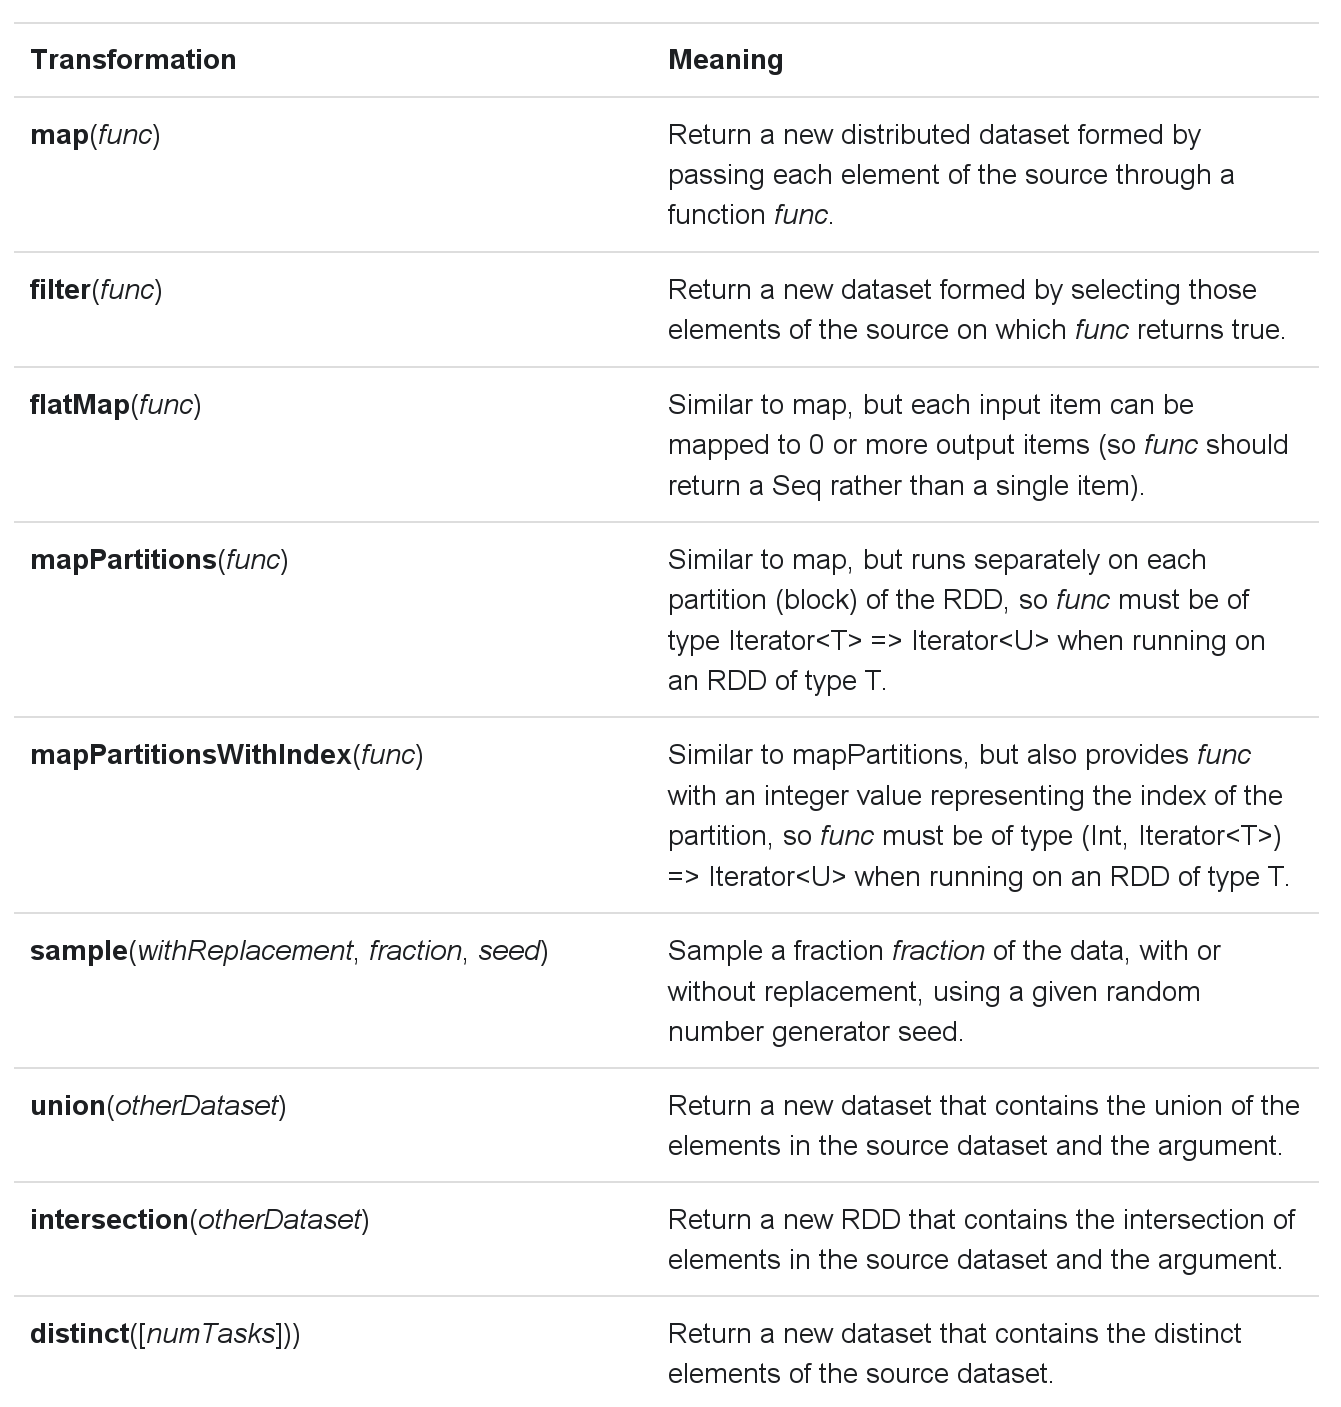 Transformation Meaning
map(func) Return a new distributed dataset formed by
passing each element of the source through a
function func.
filter(func) Return a new dataset formed by selecting those
elements of the source on which func returns true.
flatMap(func) Similar to map, but each input item can be
mapped to 0 or more output items (so func should
return a Seq rather than a single item).
mapPartitions(func) Similar to map, but runs separately on each
partition (block) of the RDD, so func must be of
type Iterator<T> => Iterator<U> when running on
an RDD of type T.
mapPartitionsWithIndex(func) Similar to mapPartitions, but also provides func
with an integer value representing the index of the
partition, so func must be of type (Int, Iterator<T>)
=> Iterator<U> when running on an RDD of type T.
sample(withReplacement, fraction, seed) Sample a fraction fraction of the data, with or
without replacement, using a given random
number generator seed.
union(otherDataset) Return a new dataset that contains the union of the
elements in the source dataset and the argument.
intersection(otherDataset) Return a new RDD that contains the intersection of
elements in the source dataset and the argument.
distinct([numTasks])) Return a new dataset that contains the distinct
elements of the source dataset.